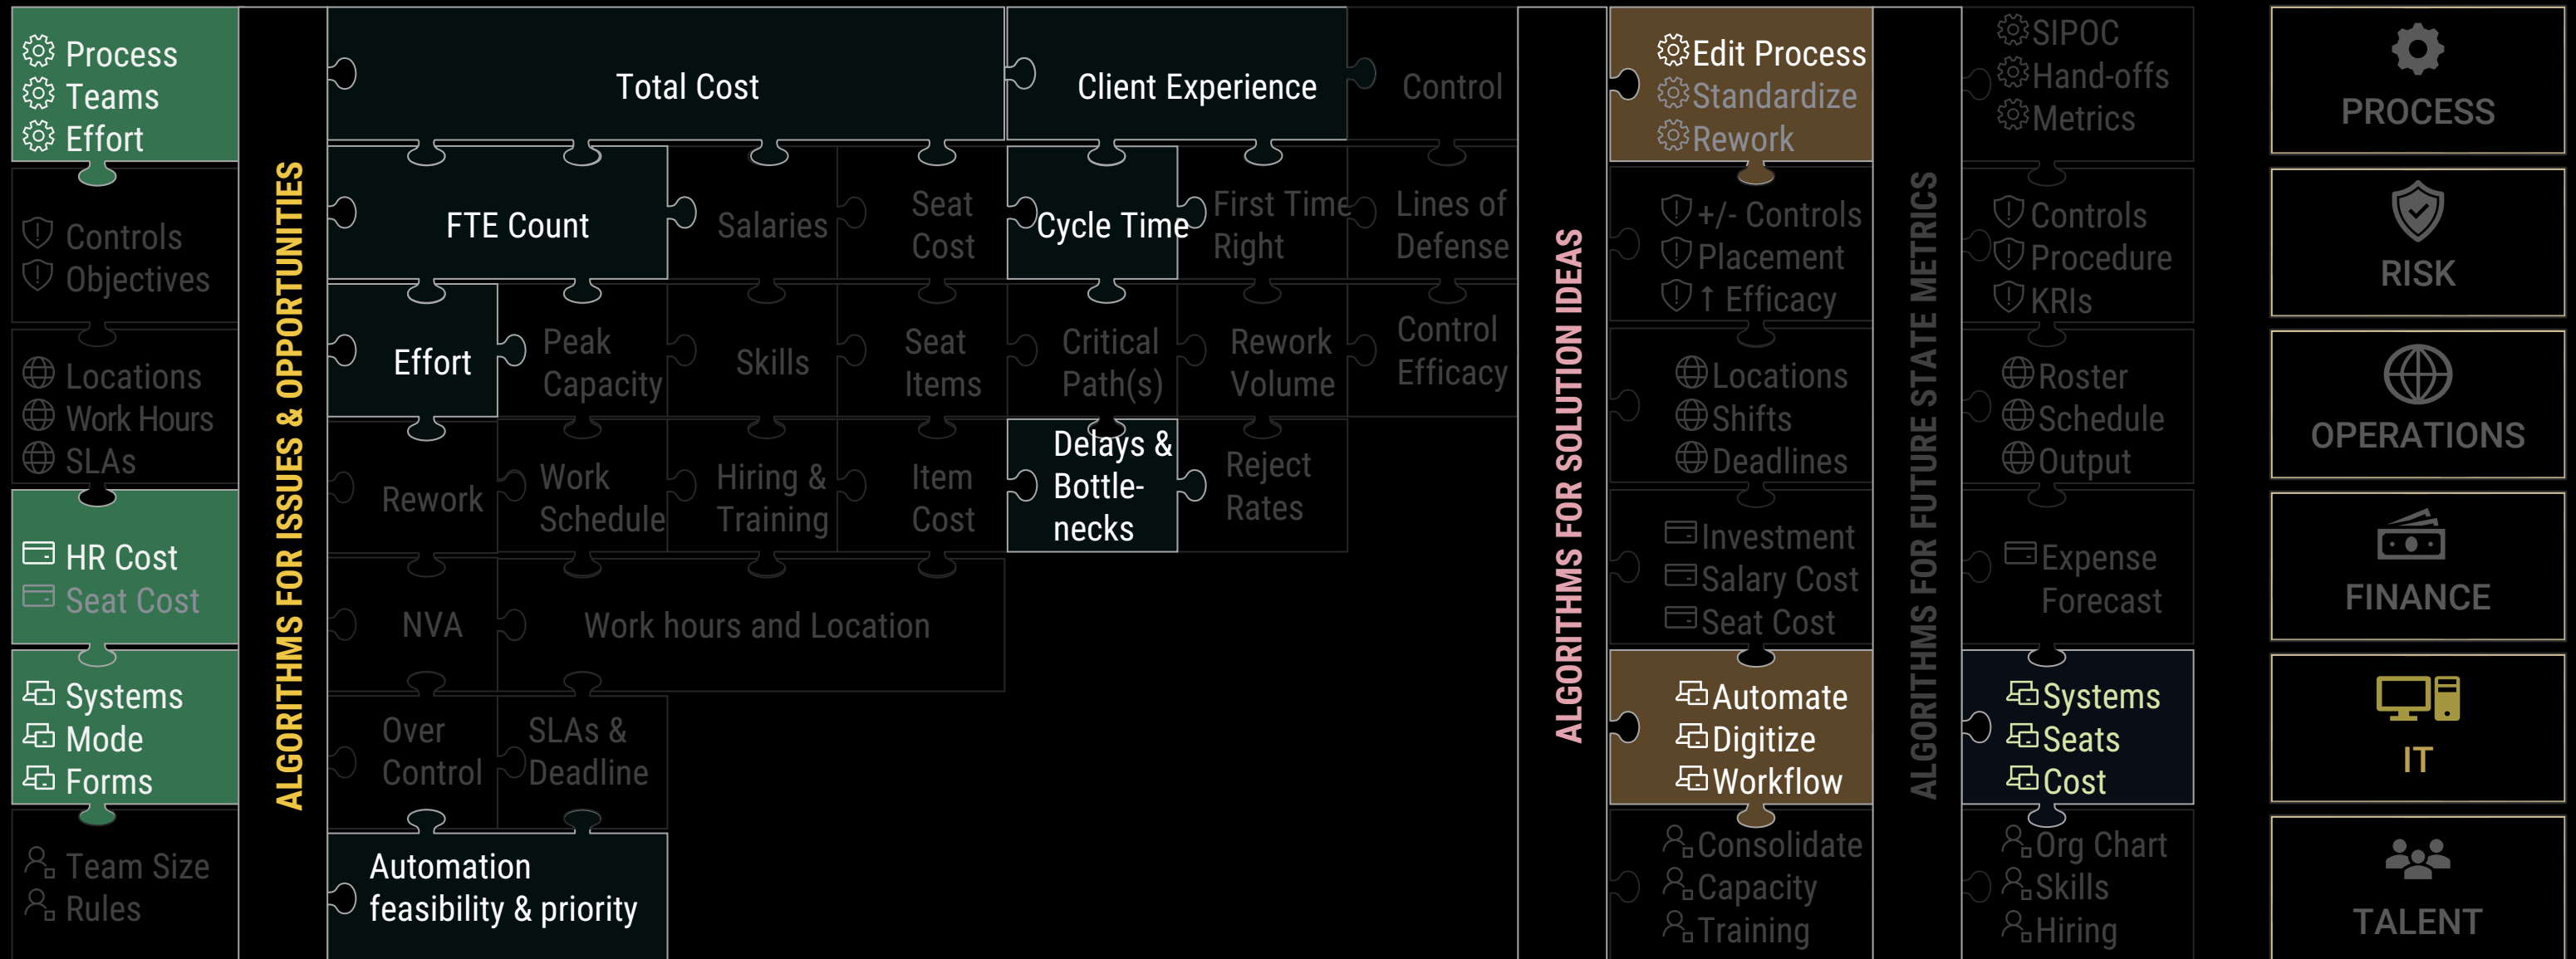 Process
Teams
Effort
Controls
Objectives
Locations
Work Hours
SLAs
HR Cost
Seat Cost
Systems
Mode
Forms
Team Size
Rules
ALGORITHMS FOR ISSUES & OPPORTUNITIES
Total Cost
Client Experience
Control
FTE Count
Salaries
Seat
Cost
Cycle Time
First Time
Right
Lines of
Defense
Effort
Peak
Capacity
Skills
Seat
Items
Critical
Path(s)
Rework
Volume
Control
Efficacy
Rework
Work
Schedule
Hiring &
Training
Item
Cost
Delays &
Bottle-
necks
Reject
Rates
NVA
Work hours and Location
Over
Control
SLAs &
Deadline
Automation
feasibility & priority
ALGORITHMS FOR SOLUTION IDEAS
Edit Process
Standardize
Rework
+/- Controls
Placement
↑ Efficacy
Locations
Shifts
Deadlines
Investment
Salary Cost
Seat Cost
Automate
Digitize
Workflow
Consolidate
Capacity
Training
ALGORITHMS FOR FUTURE STATE METRICS
SIPOC
Hand-offs
Metrics
Controls
Procedure
KRIs
Roster
Schedule
Output
Expense
Forecast
Systems
Seats
Cost
Org Chart
Skills
Hiring
PROCESS
RISK
OPERATIONS
FINANCE
IT
TALENT